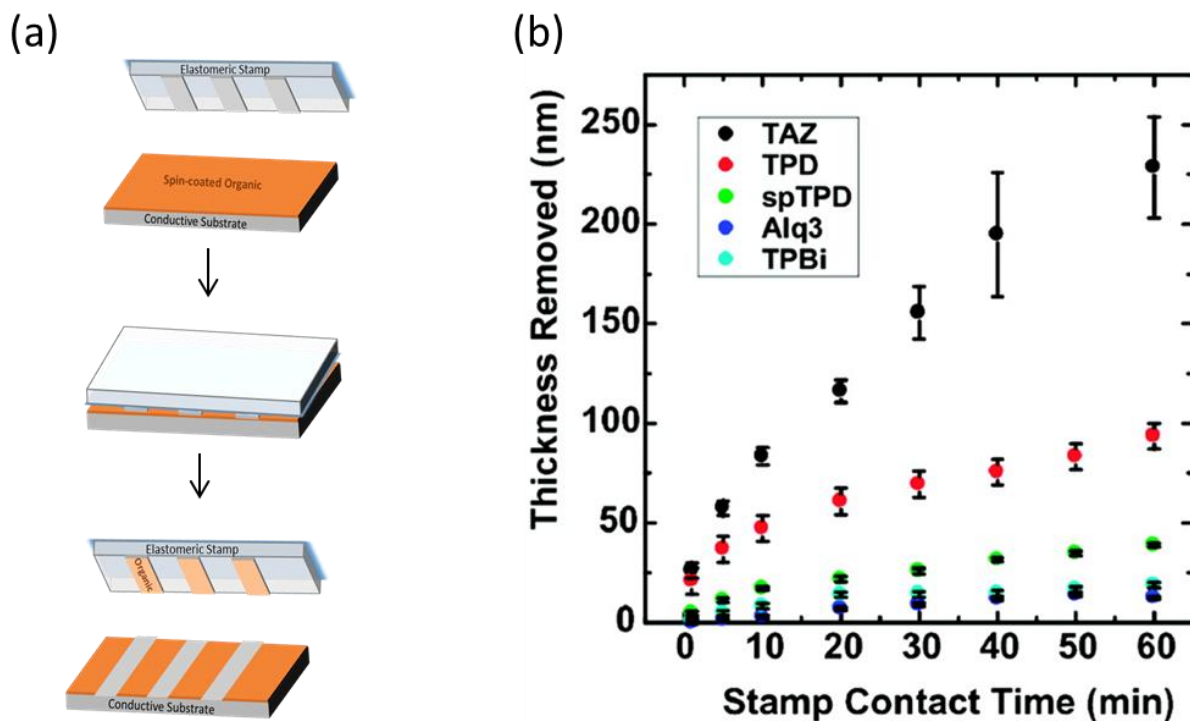 (a)
Elastomeric Stamp
Spin-coated Organic
Conductive Substrate
Elastomeric Stamp
Organic
Conductive Substrate
(b)
Thickness Removed (nm)
250
200
150
100
50
0
TAZ
TPD
spTPD
Alq3
TPBi
0 10 20 30 40 50 60
Stamp Contact Time (min)